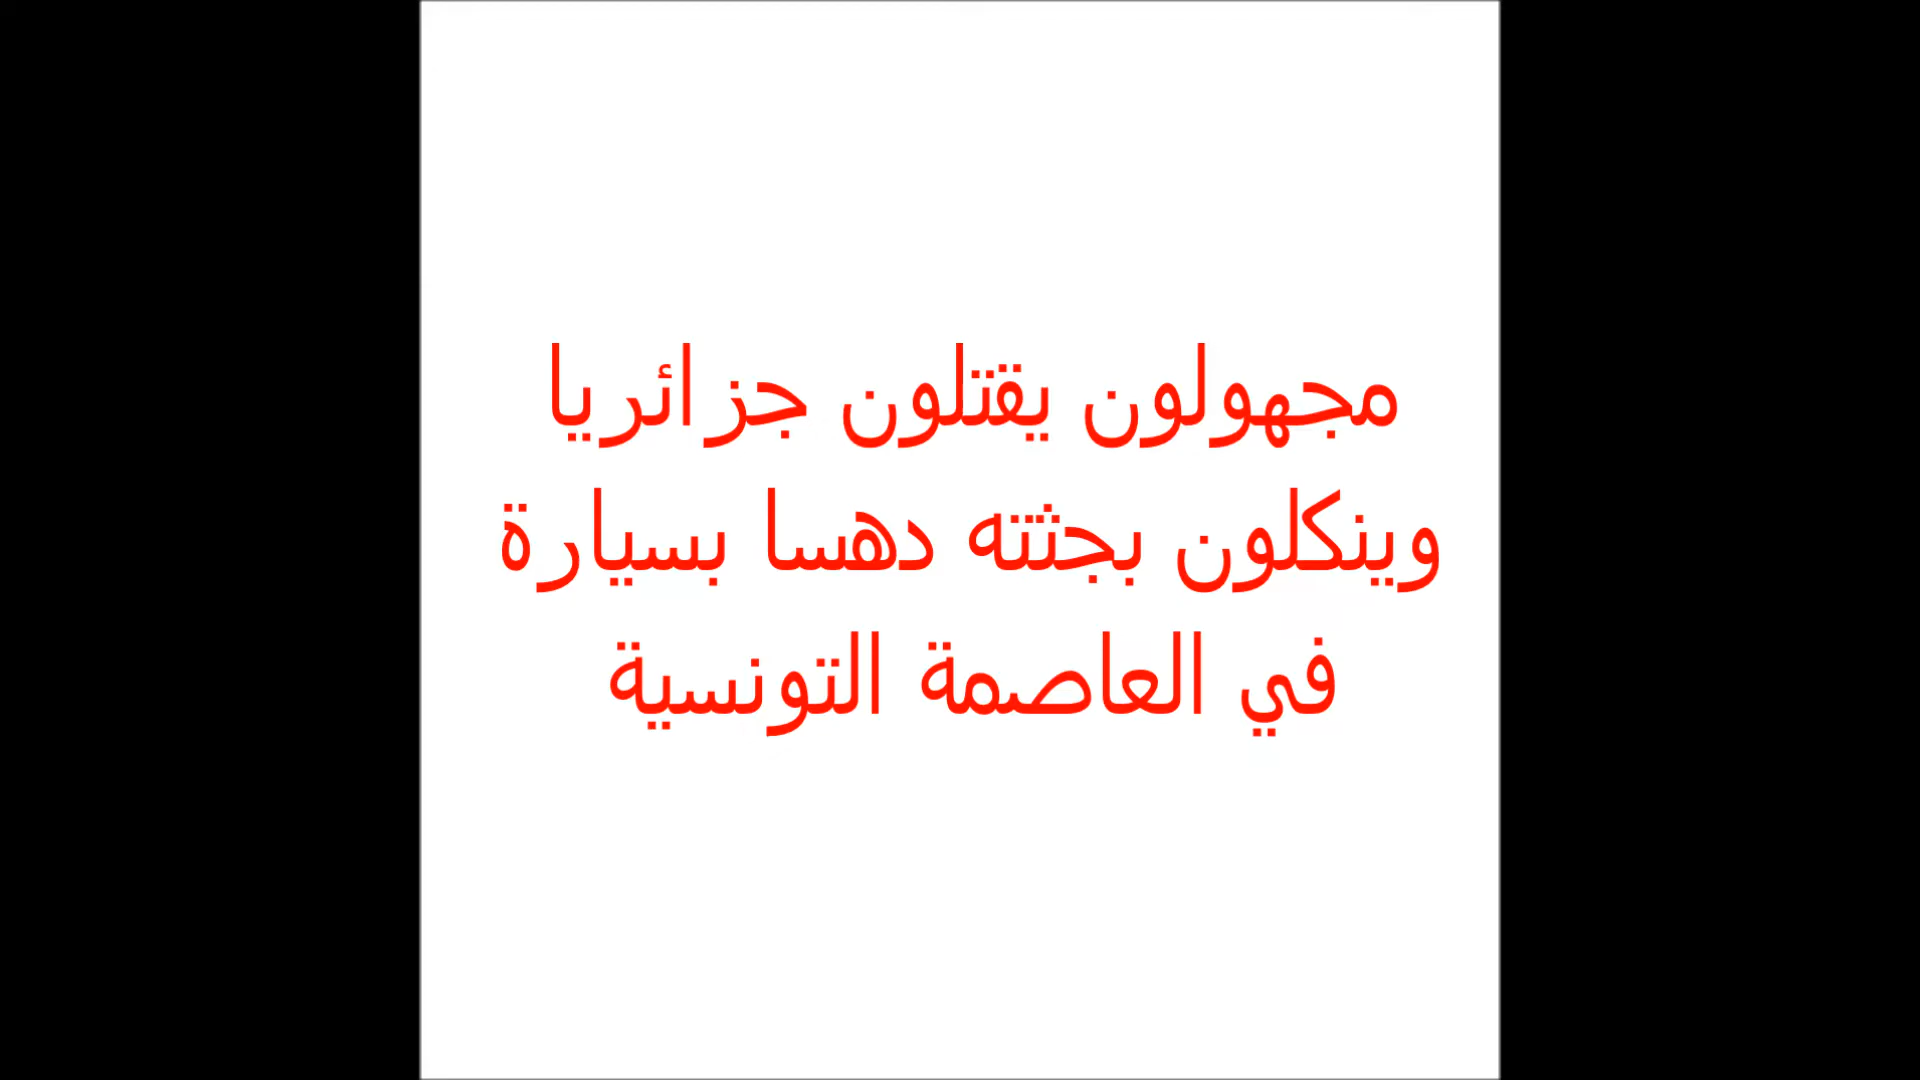 مجهولون يقتلون جزائريا
وينكلون بجثته دهسا بسيارة
في العاصمة التونسية